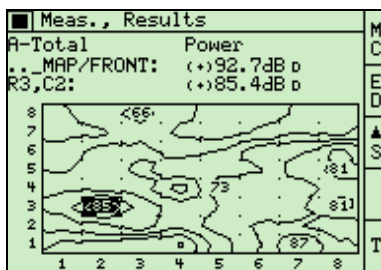 Meas., Results
A-Total Power
.._MAP/FRONT: (+)92.7dB D
R3,C2: (+)85.4dB D
8 <66
7
6
5 <81
4 73
3 <85> 81]
2
1 <87
1 2 3 4 5 6 7 8
M
C
E
D
S
T